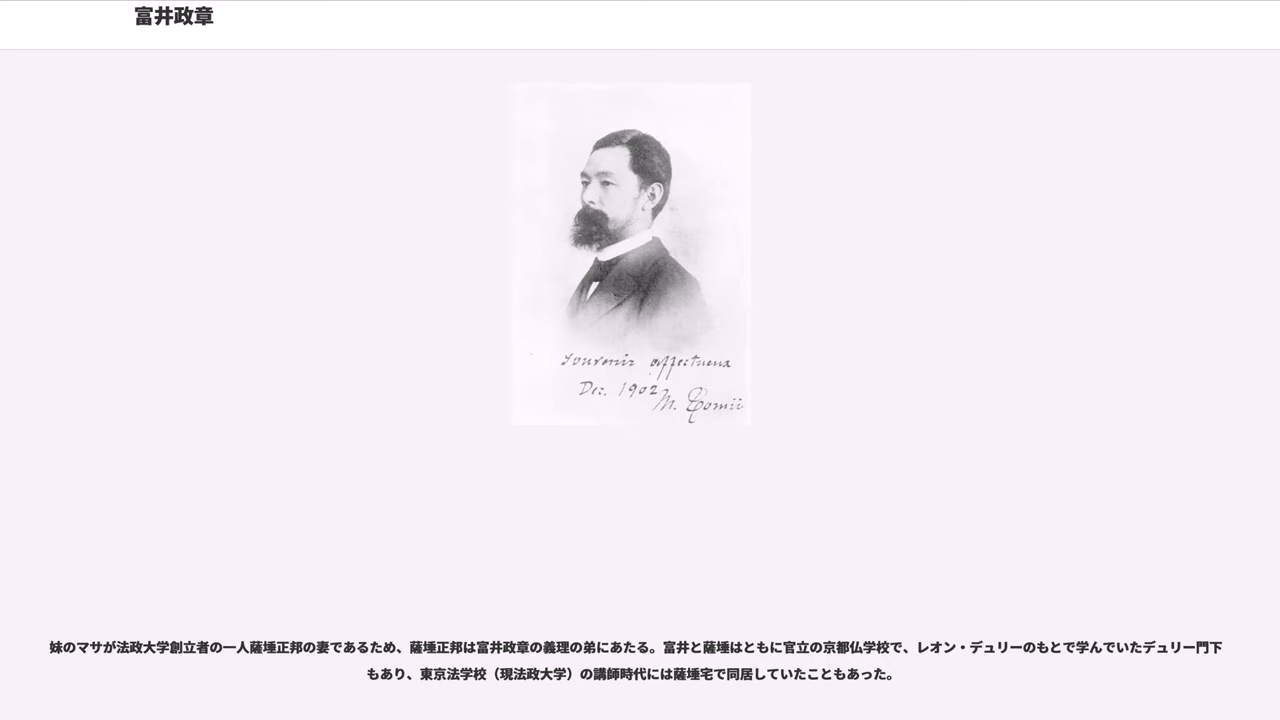 富井政章
Souvenir affectueux
Dec. 1902
M. Tomii
妹のマサが法政大学創立者の一人薩埵正邦の妻であるため、薩埵正邦は富井政章の義理の弟にあたる。富井と薩埵はともに官立の京都仏学校で、レオン・デュリーのもとで学んでいたデュリー門下
もあり、東京法学校（現法政大学）の講師時代には薩埵宅で同居していたこともあった。